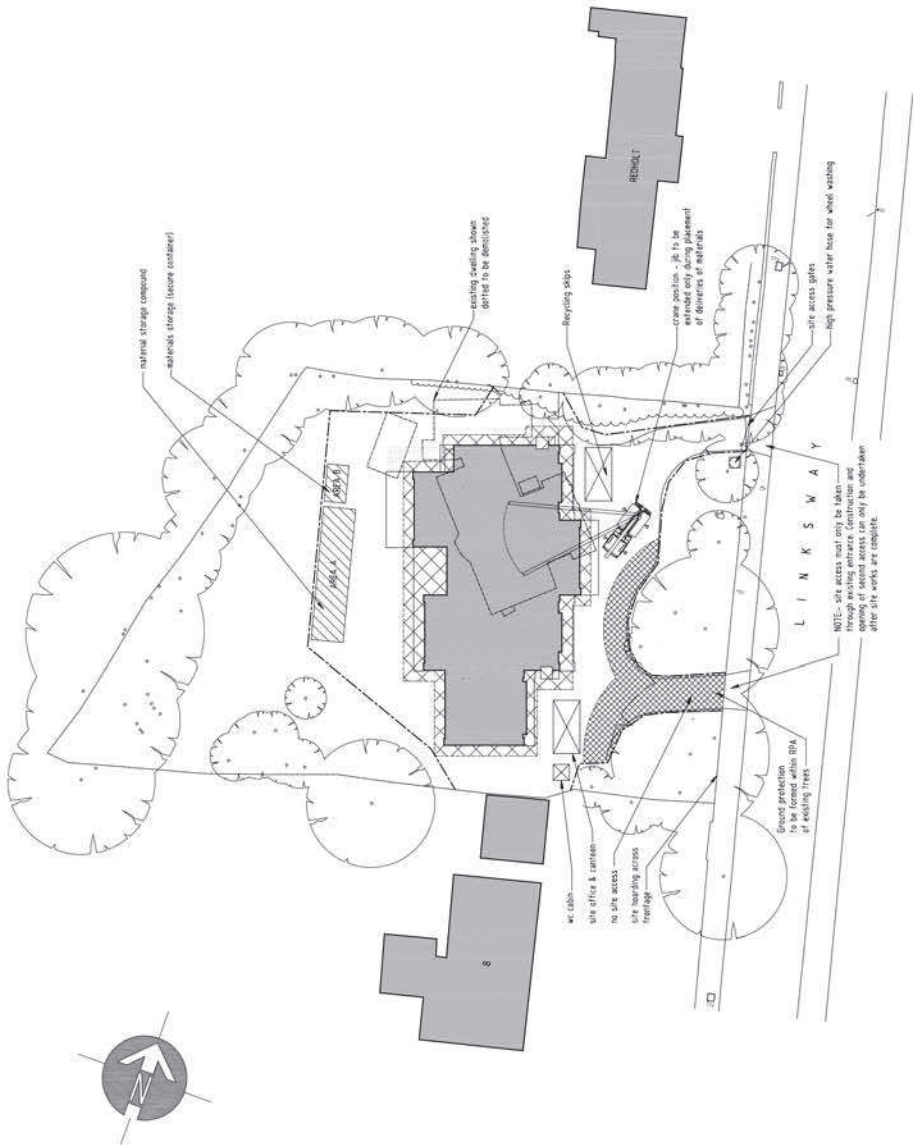 material storage compound
materials storage (secure container)
existing dwelling shown
dotted to be demolished
REDHOLT
AREA B
AREA A
Recycling skips
crane position - jib to be
extended only during placement
of deliveries of materials
site access gates
high pressure water hose for wheel washing
8
wc cabin
site office & canteen
no site access
site hoarding across
frontage
Ground protection
to be formed within RPA
of existing trees
LINKSWAY
NOTE:- site access must only be taken
through existing entrance. Construction and
opening of second access can only be undertaken
after site works are complete.
N